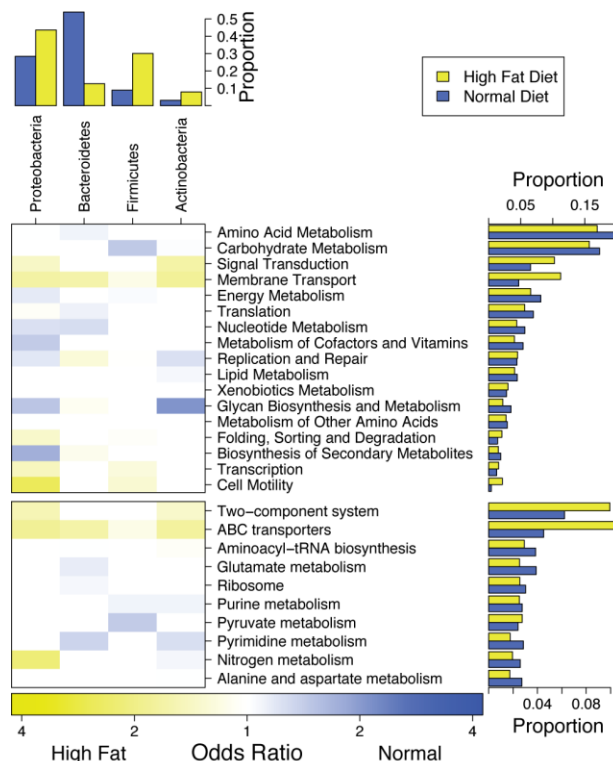 0.5
0.3
0.1
Proportion
High Fat Diet
Normal Diet
Proteobacteria
Bacteroidetes
Firmicutes
Actinobacteria
Proportion
0.05
0.15
Amino Acid Metabolism
Carbohydrate Metabolism
Signal Transduction
Membrane Transport
Energy Metabolism
Translation
Nucleotide Metabolism
Metabolism of Cofactors and Vitamins
Replication and Repair
Lipid Metabolism
Xenobiotics Metabolism
Glycan Biosynthesis and Metabolism
Metabolism of Other Amino Acids
Folding, Sorting and Degradation
Biosynthesis of Secondary Metabolites
Transcription
Cell Motility
Two−component system
ABC transporters
Aminoacyl−tRNA biosynthesis
Glutamate metabolism
Ribosome
Purine metabolism
Pyruvate metabolism
Pyrimidine metabolism
Nitrogen metabolism
Alanine and aspartate metabolism
0.04
0.08
Proportion
4
2
1
2
4
High Fat
Odds Ratio
Normal